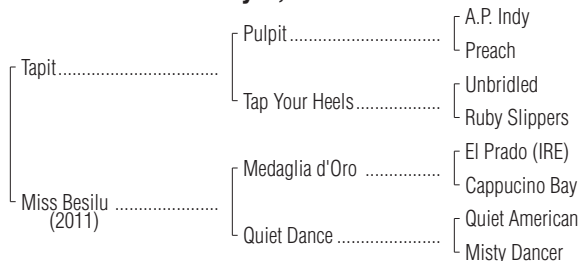 Pulpit
A.P. Indy
Preach
Tapit
Tap Your Heels
Unbridled
Ruby Slippers
Medaglia d'Oro
El Prado (IRE)
Cappucino Bay
Miss Besilu
(2011)
Quiet Dance
Quiet American
Misty Dancer